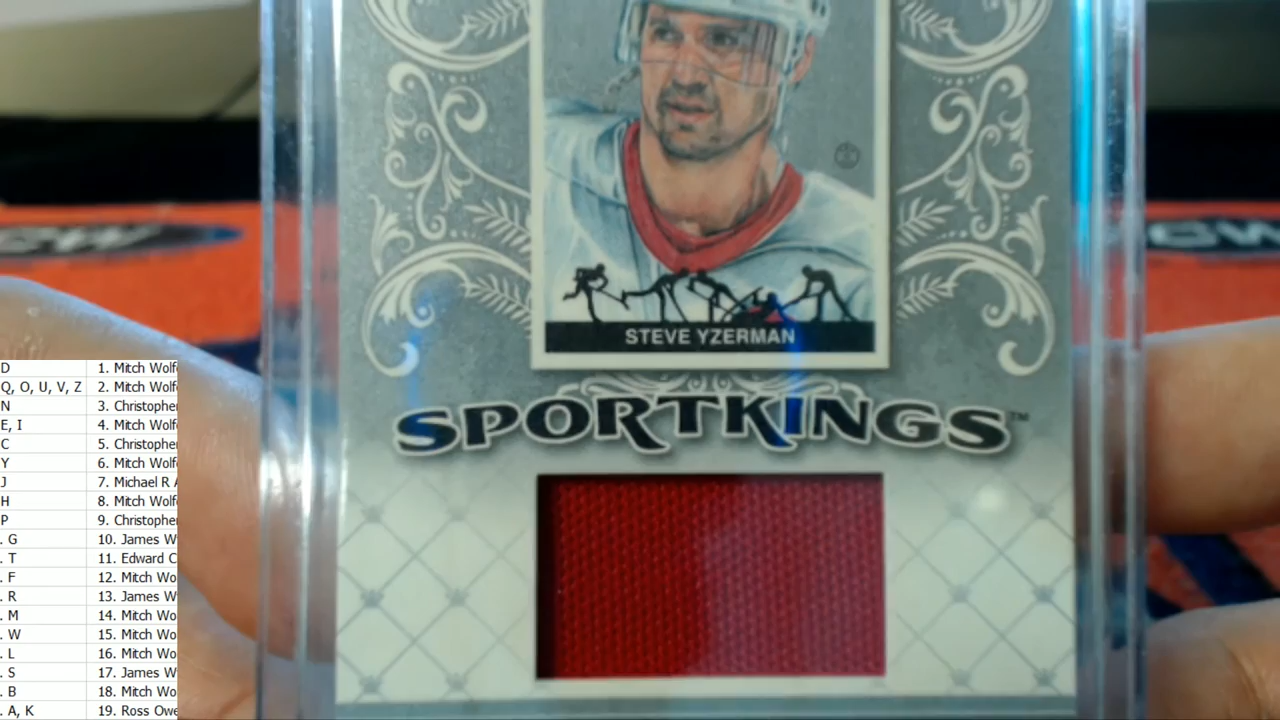 STEVE YZERMAN
SPORTKINGS™
D 1. Mitch Wolf
Q, O, U, V, Z 2. Mitch Wolf
N 3. Christopher
E, I 4. Mitch Wolf
C 5. Christopher
Y 6. Mitch Wolf
J 7. Michael R
H 8. Mitch Wolf
P 9. Christopher
. G 10. James W
. T 11. Edward C
. F 12. Mitch Wo
. R 13. James W
. M 14. Mitch Wo
. W 15. Mitch Wo
. L 16. Mitch Wo
. S 17. James W
. B 18. Mitch Wo
. A, K 19. Ross Owe